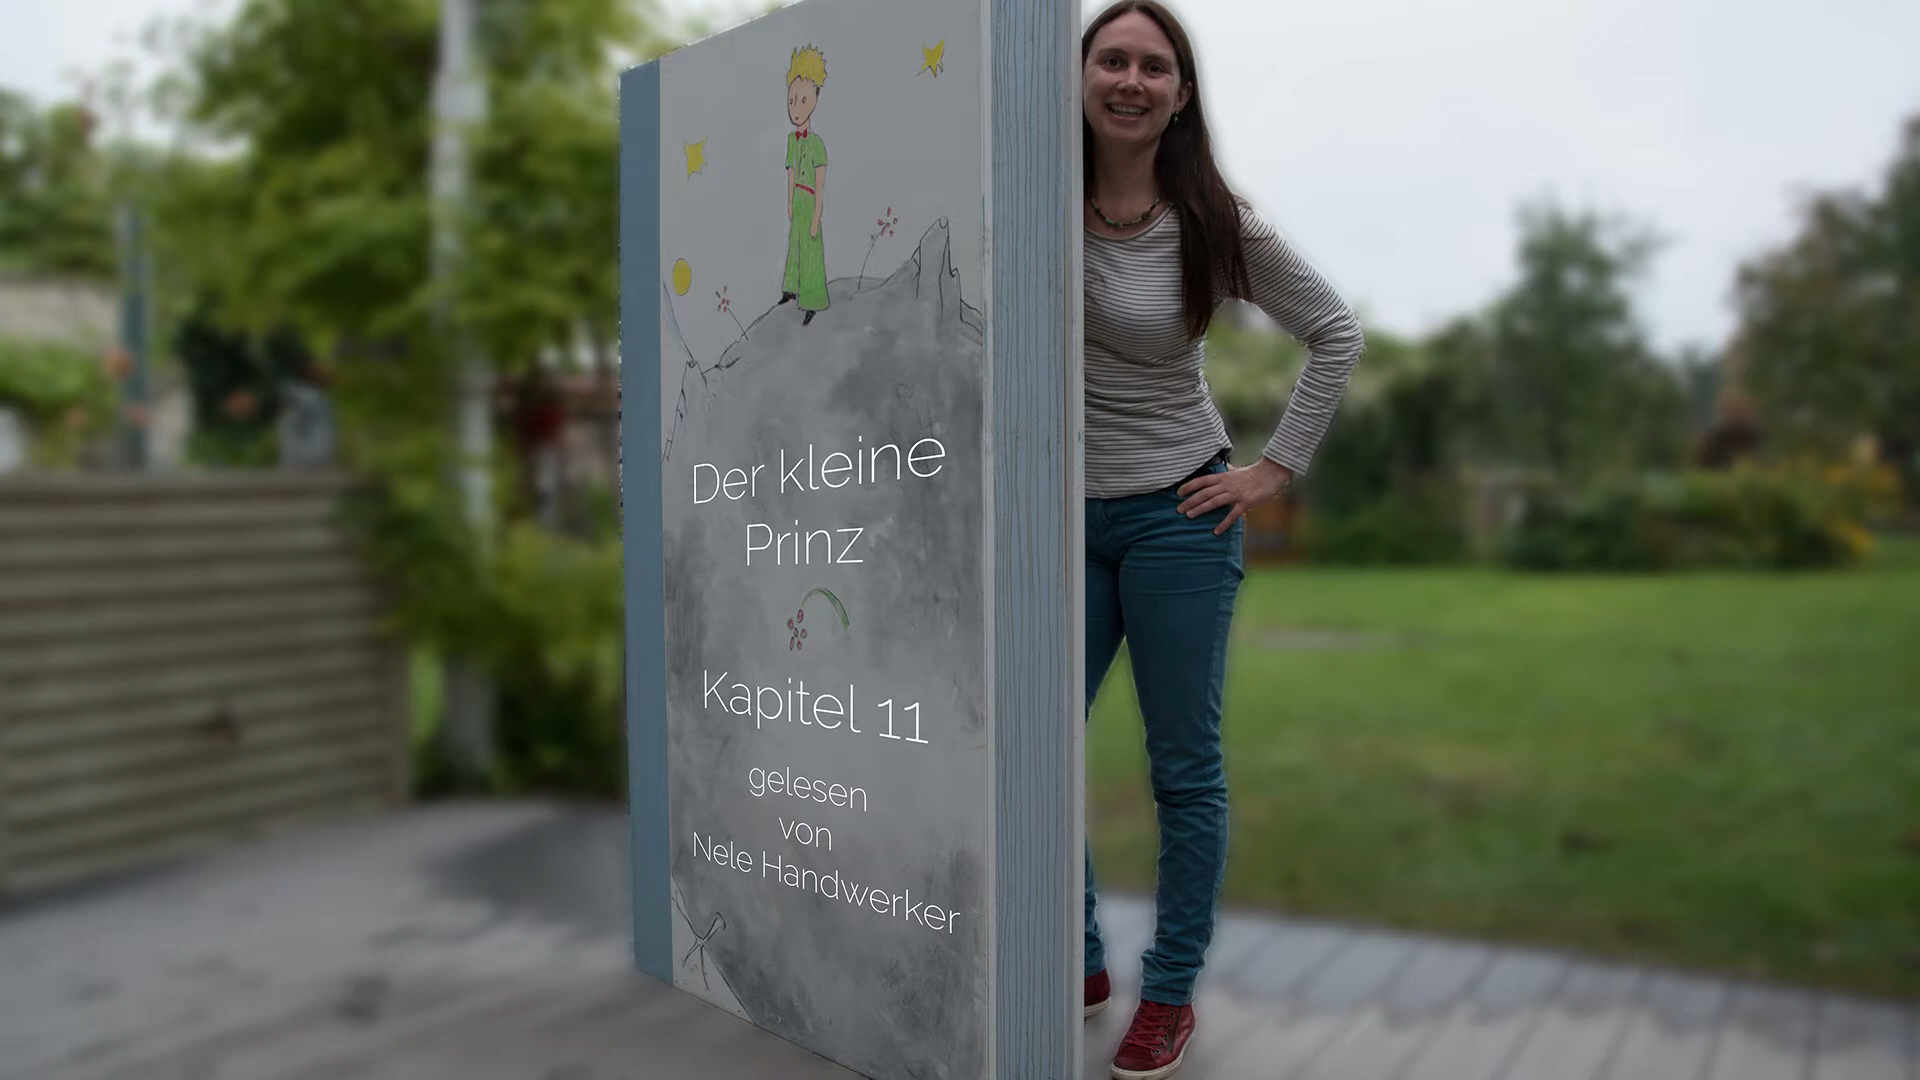 Der kleine
Prinz
Kapitel 11
gelesen
von
Nele Handwerker